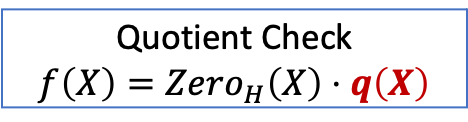 Quotient Check
f(X) = Zero_H(X) · q(X)